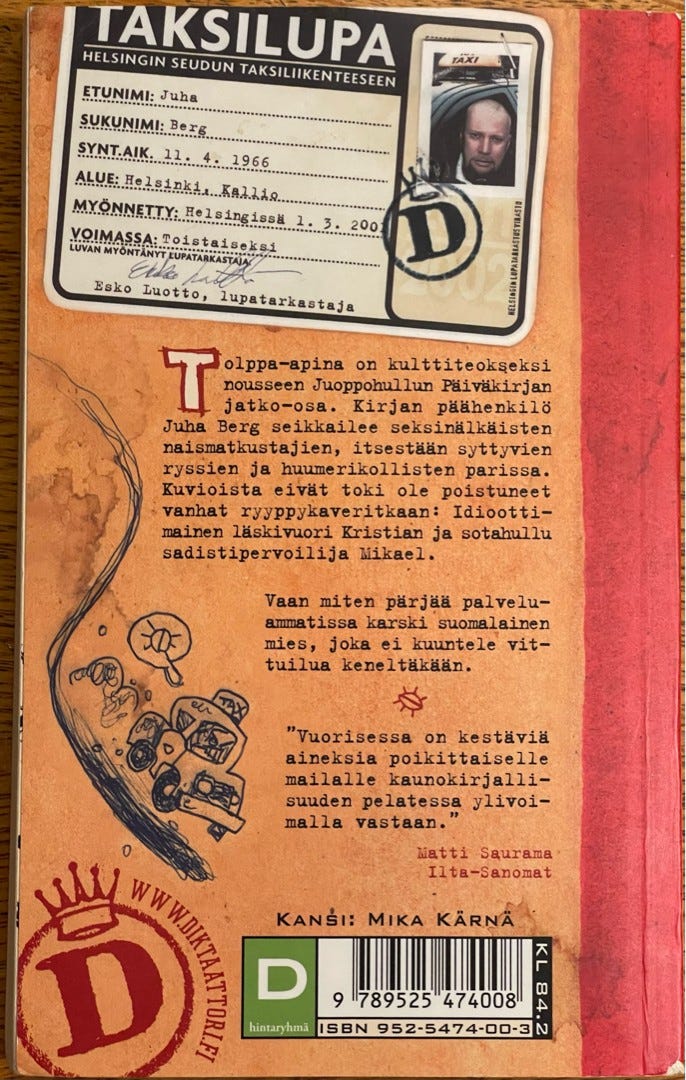 TAKSILUPA
HELSINGIN SEUDUN TAKSILIIKENTEESEEN
ETUNIMI: Juha
SUKUNIMI: Berg
SYNT.AIK. 11. 4. 1966
ALUE: Helsinki, Kallio
MYÖNNETTY: Helsingissä 1. 3. 2002
VOIMASSA: Toistaiseksi
LUVAN MYÖNTÄNYT LUPATARKASTAJA
Esko Luotto, lupatarkastaja
TAXI
D
2002
HELSINGIN LUPATARKASTUSVIRASTO
Tolppa-apina on kulttiteokseksi
nousseen Juoppohullun Päiväkirjan
jatko-osa. Kirjan päähenkilö
Juha Berg seikkailee seksinälkäisten
naismatkustajien, itsestään syttyvien
ryssien ja huumerikollisten parissa.
Kuvioista eivät toki ole poistuneet
vanhat ryyppykaveritkaan: Idiootti-
mainen läskivuori Kristian ja sotahullu
sadistipervoilija Mikael.
Vaan miten pärjää palvelu-
ammatissa karski suomalainen
mies, joka ei kuuntele vit-
tuilua keneltäkään.
TAX
"Vuorisessa on kestäviä
aineksia poikittaiselle
mailalle kaunokirjalli-
suuden pelatessa ylivoi-
malla vastaan."
Matti Saurama
Ilta-Sanomat
KANSI: MIKA KÄRNÄ
D
WWW.DIKTAATTORI.FI
D
hintaryhmä
9 789525 474008
ISBN 952-5474-00-3
KL 84.2